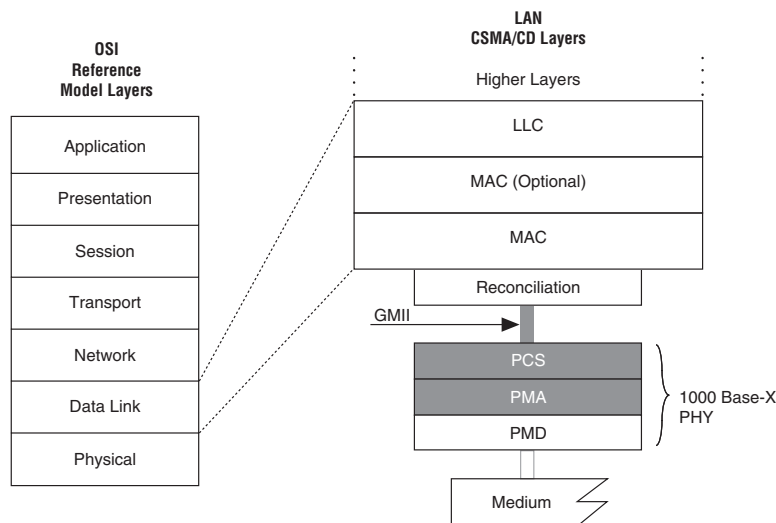 OSI
Reference
Model Layers
Application
Presentation
Session
Transport
Network
Data Link
Physical
LAN
CSMA/CD Layers
Higher Layers
LLC
MAC (Optional)
MAC
Reconciliation
GMII
PCS
PMA
PMD
1000 Base-X
PHY
Medium